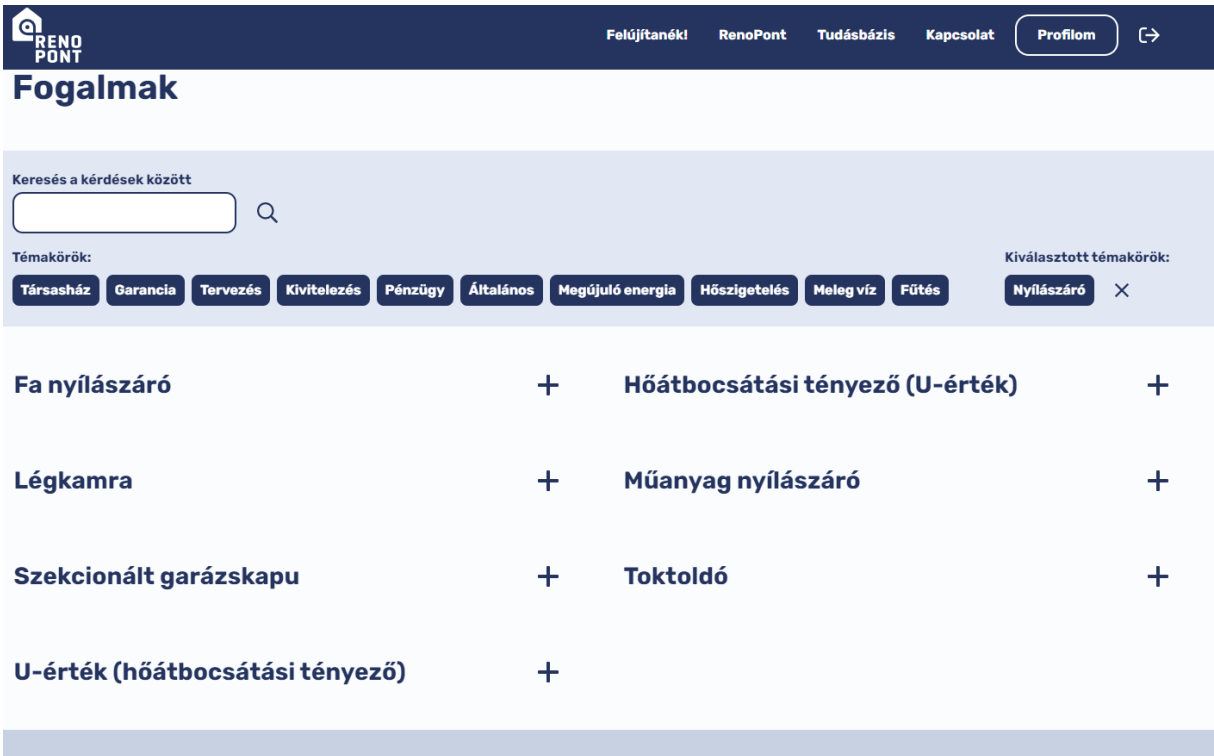 RENO
PONT
Felújítanék! RenoPont Tudásbázis Kapcsolat Profilom
Fogalmak
Keresés a kérdések között
Témakörök:
Társasház Garancia Tervezés Kivitelezés Pénzügy Általános Megújuló energia Hőszigetelés Meleg víz Fűtés
Kiválasztott témakörök:
Nyílászáró
Fa nyílászáró
Hőátbocsátási tényező (U-érték)
Légkamra
Műanyag nyílászáró
Szekcionált garázskapu
Toktoldó
U-érték (hőátbocsátási tényező)